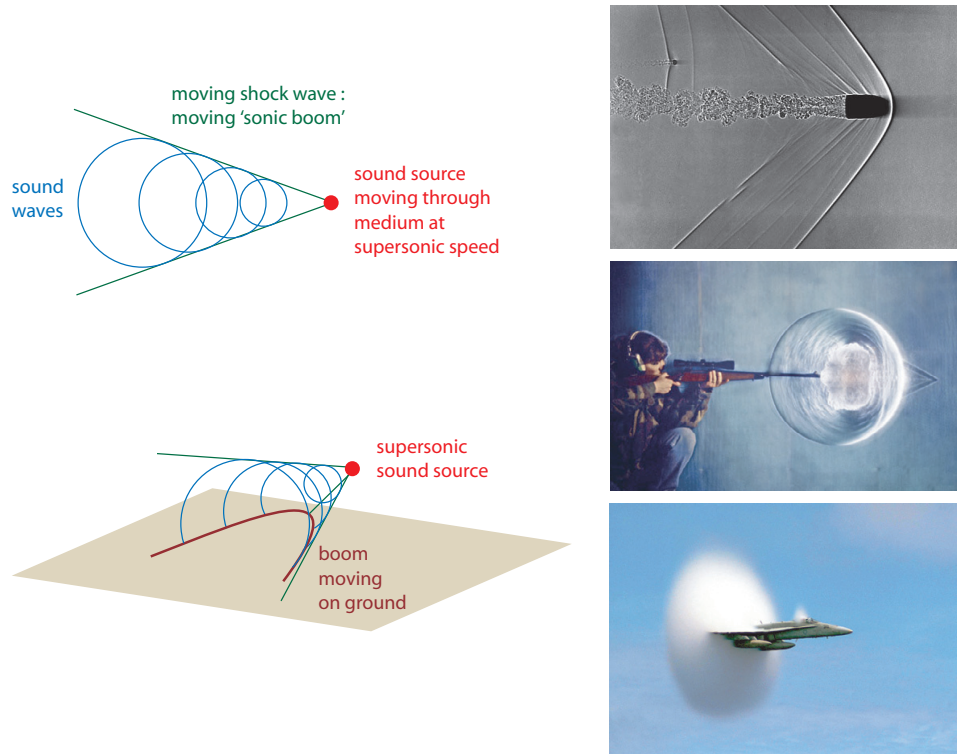 moving shock wave :
moving ‘sonic boom’
sound
waves
sound source
moving through
medium at
supersonic speed
supersonic
sound source
boom
moving
on ground